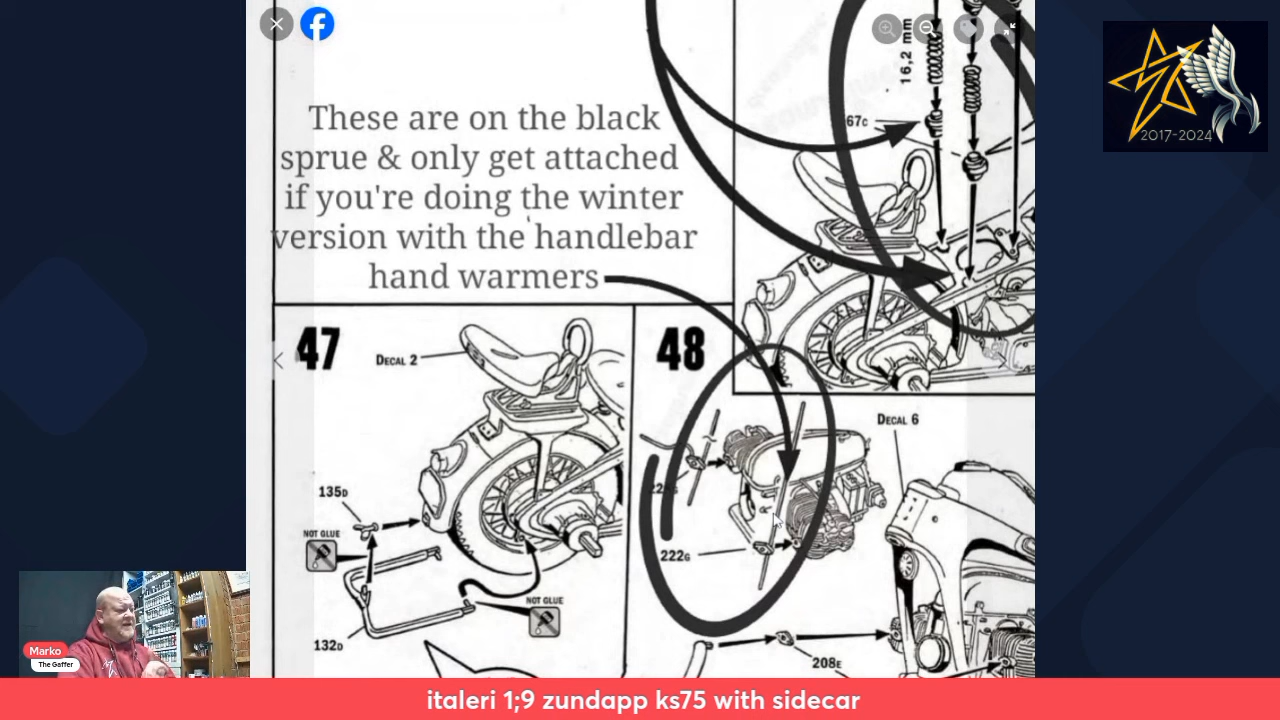 2017-2024
16,2 mm
67C
These are on the black
sprue & only get attached
if you're doing the winter
version with the handlebar
hand warmers
47
DECAL 2
48
DECAL 6
135D
NOT GLUE
222G
NOT GLUE
132D
208E
Marko
The Gaffer
italeri 1;9 zundapp ks75 with sidecar